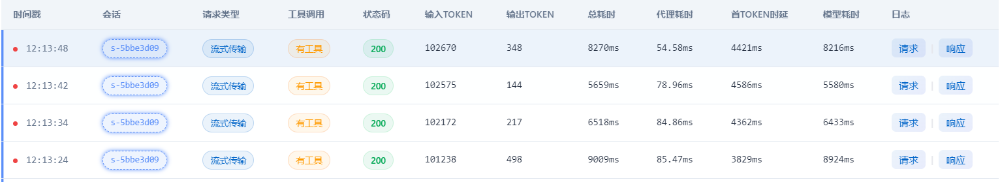 时间戳 会话 请求类型 工具调用 状态码 输入TOKEN 输出TOKEN 总耗时 代理耗时 首TOKEN时延 模型耗时 日志
12:13:48 s-5bbe3d09 流式传输 有工具 200 102670 348 8270ms 54.58ms 4421ms 8216ms 请求 | 响应
12:13:42 s-5bbe3d09 流式传输 有工具 200 102575 144 5659ms 78.96ms 4586ms 5580ms 请求 | 响应
12:13:34 s-5bbe3d09 流式传输 有工具 200 102172 217 6518ms 84.86ms 4362ms 6433ms 请求 | 响应
12:13:24 s-5bbe3d09 流式传输 有工具 200 101238 498 9009ms 85.47ms 3829ms 8924ms 请求 | 响应